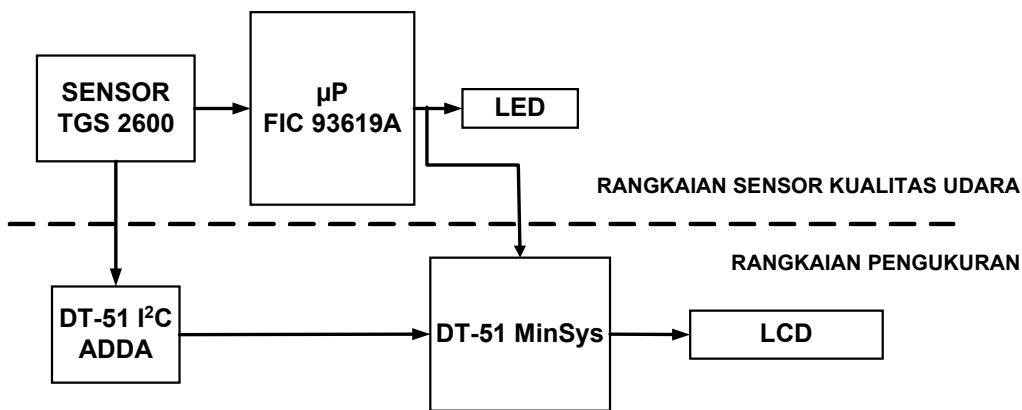 SENSOR
TGS 2600
µP
FIC 93619A
LED
RANGKAIAN SENSOR KUALITAS UDARA
RANGKAIAN PENGUKURAN
DT-51 I²C
ADDA
DT-51 MinSys
LCD